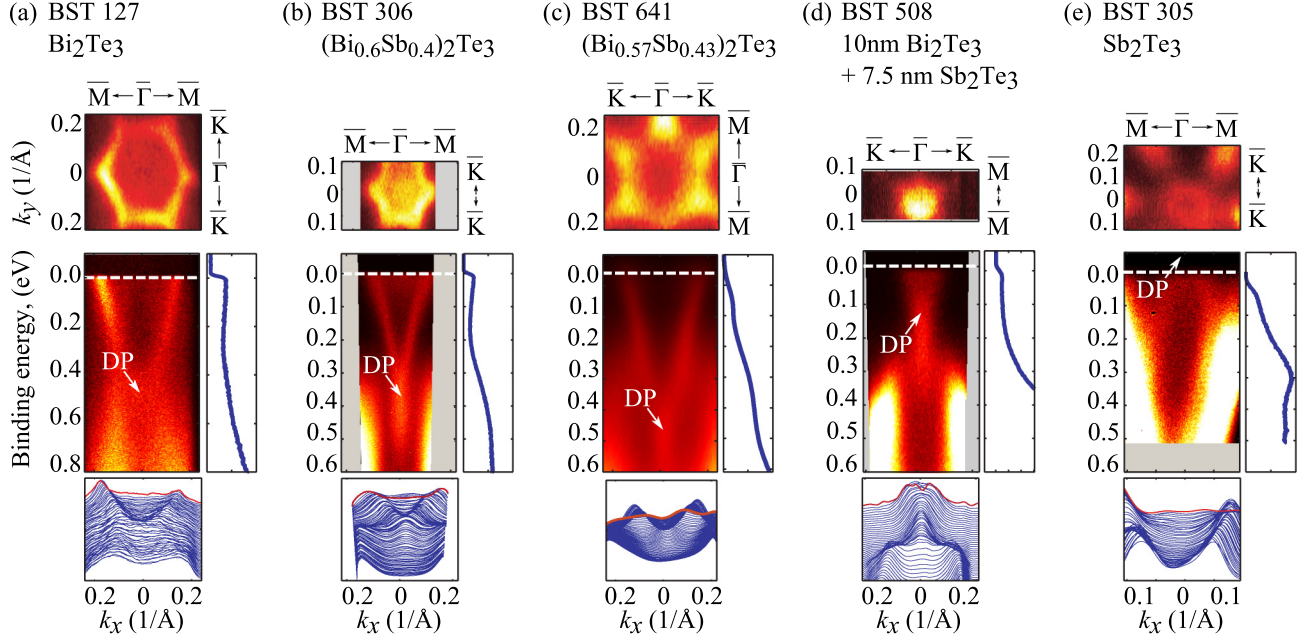 (a) BST 127
Bi2Te3
M ← Γ → M
0.2
0
0.2
ky (1/Å)
K
Γ
K
0.0
0.2
0.4
0.6
0.8
Binding energy, (eV)
DP
0.2 0 0.2
kx (1/Å)
(b) BST 306
(Bi0.6Sb0.4)2Te3
M ← Γ → M
0.1
0
0.1
K
Γ
K
0.0
0.1
0.2
0.3
0.4
0.5
0.6
DP
0.2 0 0.2
kx (1/Å)
(c) BST 641
(Bi0.57Sb0.43)2Te3
K ← Γ → K
0.2
0
0.2
M
Γ
M
0.0
0.1
0.2
0.3
0.4
0.5
0.6
DP
0.2 0 0.2
kx (1/Å)
(d) BST 508
10nm Bi2Te3
+ 7.5 nm Sb2Te3
K ← Γ → K
0.1
0
0.1
M
Γ
M
0.0
0.1
0.2
0.3
0.4
0.5
0.6
DP
0.2 0 0.2
kx (1/Å)
(e) BST 305
Sb2Te3
M ← Γ → M
0.2
0.1
0
0.1
K
Γ
K
0.0
0.1
0.2
0.3
0.4
0.5
0.6
DP
0.1 0 0.1
kx (1/Å)